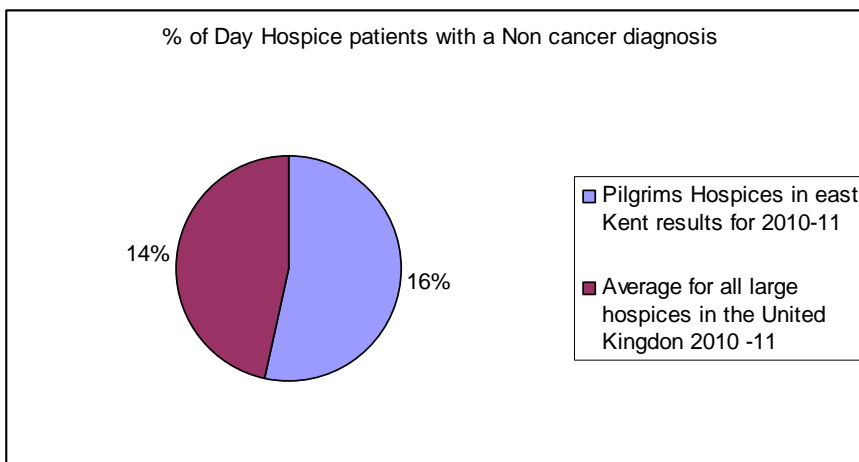 % of Day Hospice patients with a Non cancer diagnosis
14%
16%
Pilgrims Hospices in east
Kent results for 2010-11
Average for all large
hospices in the United
Kingdon 2010 -11